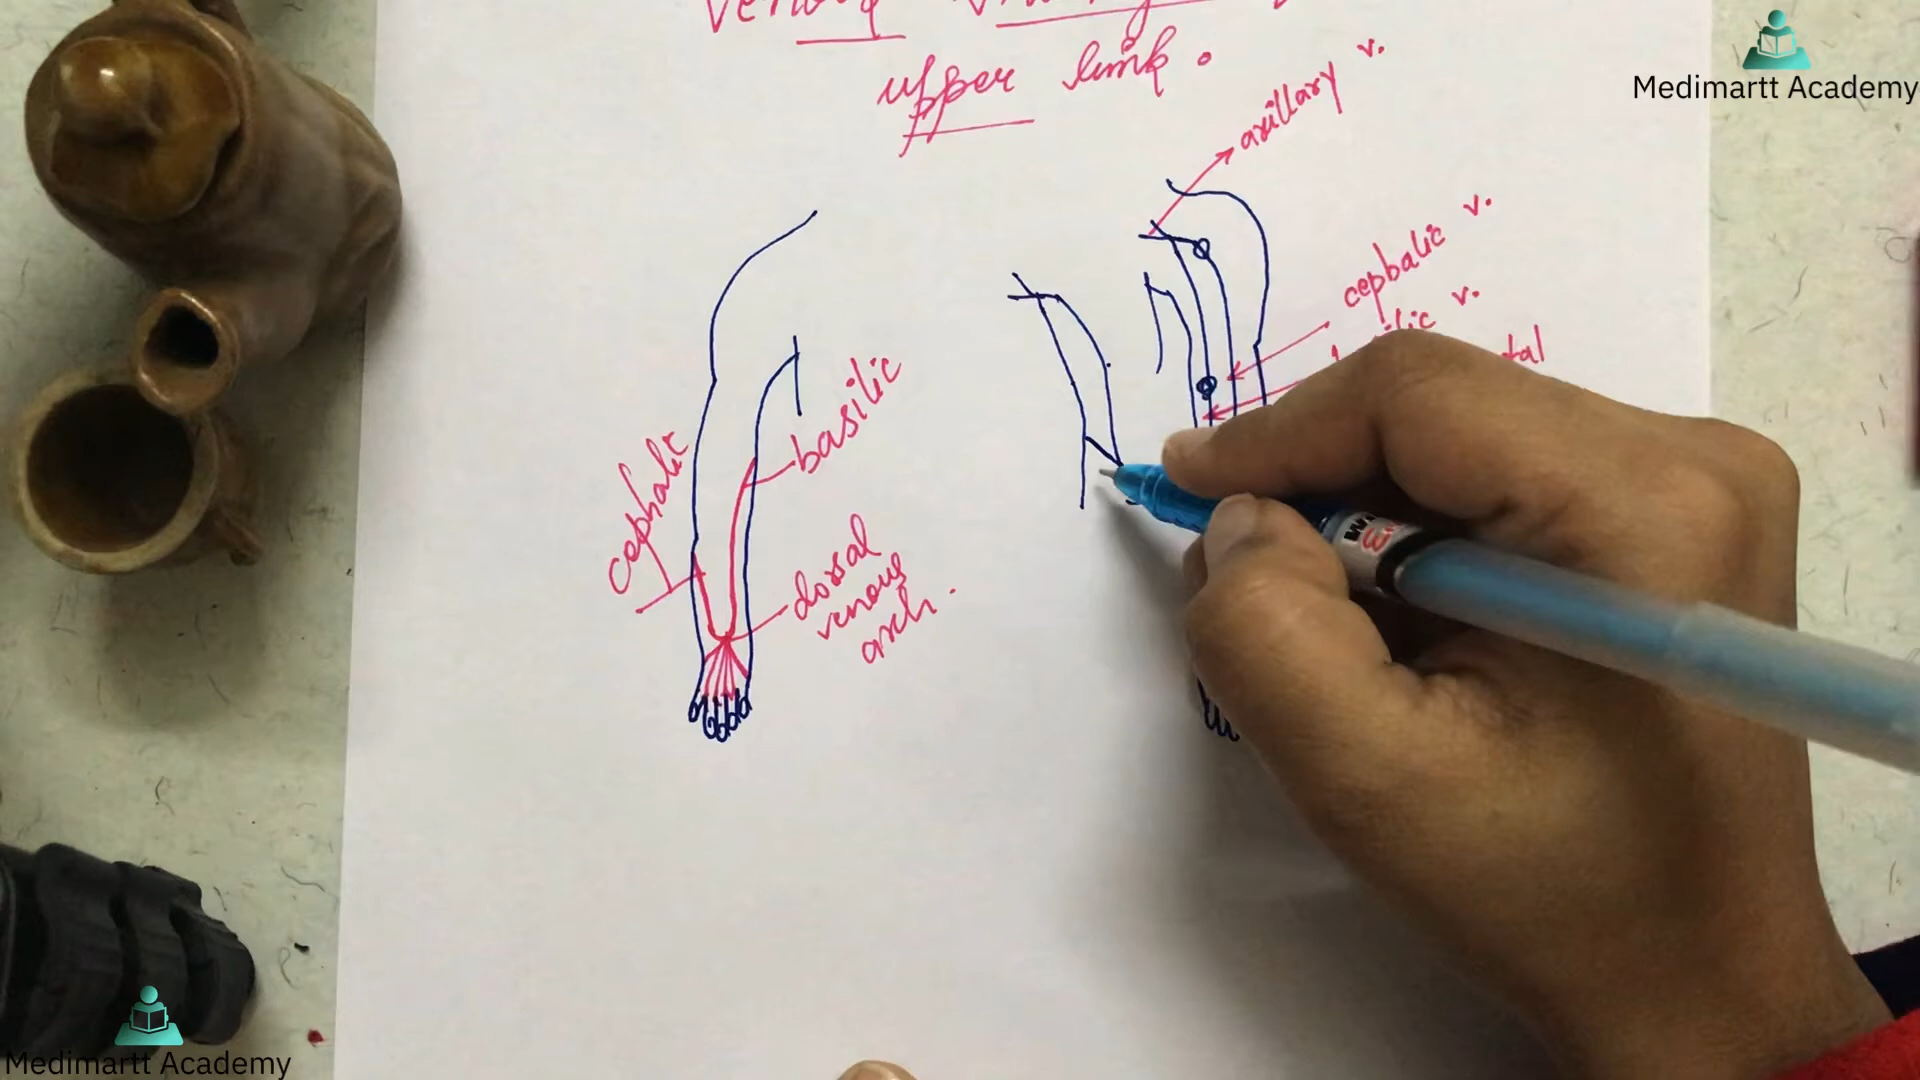 upper limb.
Medimartt Academy
axillary v.
cephalic v.
v.
basilic
cephalic
dorsal
venous
arch.
Medimartt Academy